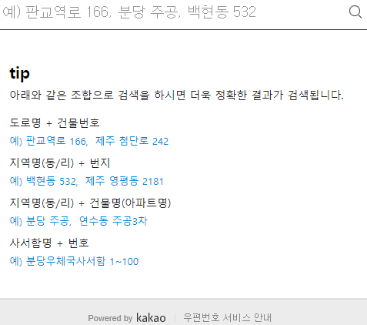 예) 판교역로 166, 분당 주공, 백현동 532
tip
아래와 같은 조합으로 검색을 하시면 더욱 정확한 결과가 검색됩니다.
도로명 + 건물번호
예) 판교역로 166, 제주 첨단로 242
지역명(동/리) + 번지
예) 백현동 532, 제주 영평동 2181
지역명(동/리) + 건물명(아파트명)
예) 분당 주공, 연수동 주공3차
사서함명 + 번호
예) 분당우체국사서함 1~100
Powered by kakao 우편번호 서비스 안내